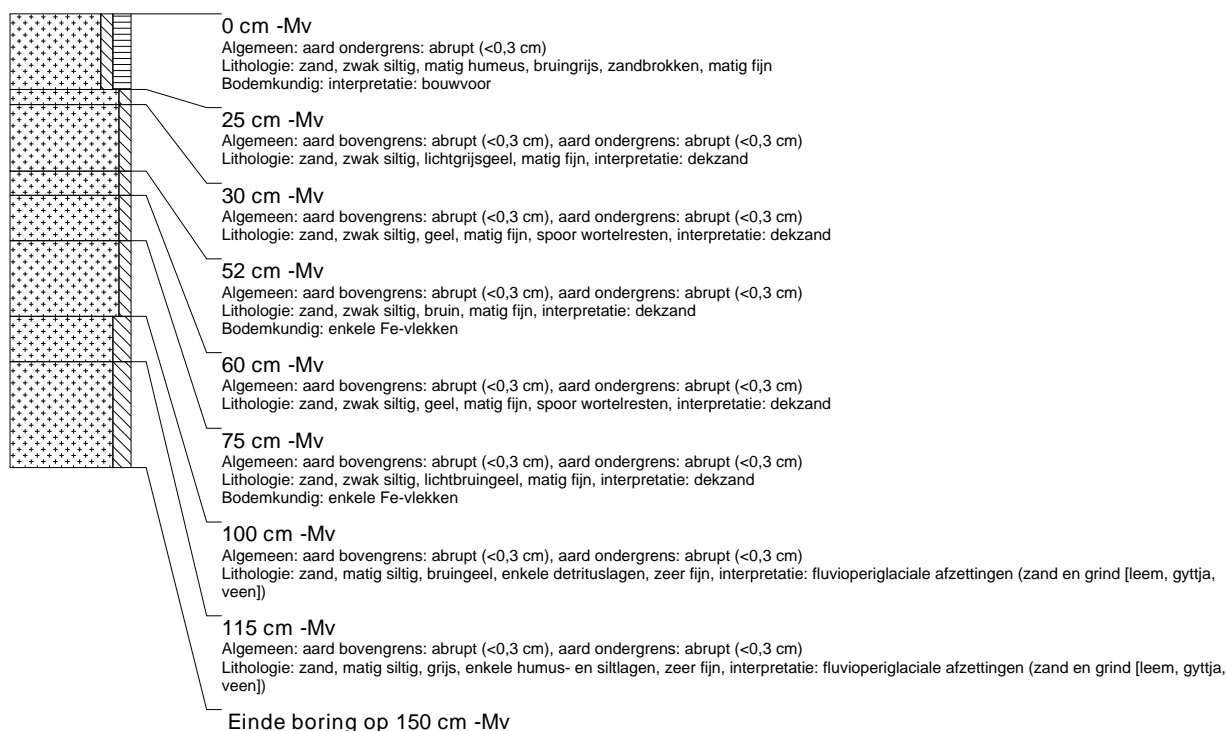 0 cm -Mv
Algemeen: aard ondergrens: abrupt (<0,3 cm)
Lithologie: zand, zwak siltig, matig humeus, bruingrijs, zandbrokken, matig fijn
Bodemkundig: interpretatie: bouwvoor
25 cm -Mv
Algemeen: aard bovengrens: abrupt (<0,3 cm), aard ondergrens: abrupt (<0,3 cm)
Lithologie: zand, zwak siltig, lichtgrijsgeel, matig fijn, interpretatie: dekzand
30 cm -Mv
Algemeen: aard bovengrens: abrupt (<0,3 cm), aard ondergrens: abrupt (<0,3 cm)
Lithologie: zand, zwak siltig, geel, matig fijn, spoor wortelresten, interpretatie: dekzand
52 cm -Mv
Algemeen: aard bovengrens: abrupt (<0,3 cm), aard ondergrens: abrupt (<0,3 cm)
Lithologie: zand, zwak siltig, bruin, matig fijn, interpretatie: dekzand
Bodemkundig: enkele Fe-vlekken
60 cm -Mv
Algemeen: aard bovengrens: abrupt (<0,3 cm), aard ondergrens: abrupt (<0,3 cm)
Lithologie: zand, zwak siltig, geel, matig fijn, spoor wortelresten, interpretatie: dekzand
75 cm -Mv
Algemeen: aard bovengrens: abrupt (<0,3 cm), aard ondergrens: abrupt (<0,3 cm)
Lithologie: zand, zwak siltig, lichtbruingeel, matig fijn, interpretatie: dekzand
Bodemkundig: enkele Fe-vlekken
100 cm -Mv
Algemeen: aard bovengrens: abrupt (<0,3 cm), aard ondergrens: abrupt (<0,3 cm)
Lithologie: zand, matig siltig, bruingeel, enkele detrituslagen, zeer fijn, interpretatie: fluvioperiglaciale afzettingen (zand en grind [leem, gyttja,
veen])
115 cm -Mv
Algemeen: aard bovengrens: abrupt (<0,3 cm), aard ondergrens: abrupt (<0,3 cm)
Lithologie: zand, matig siltig, grijs, enkele humus- en siltlagen, zeer fijn, interpretatie: fluvioperiglaciale afzettingen (zand en grind [leem, gyttja,
veen])
Einde boring op 150 cm -Mv